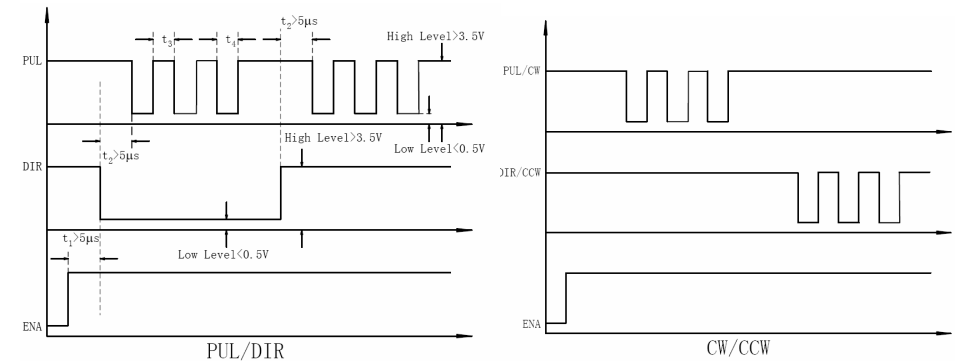 t₂>5μs
High Level>3.5V
t₃
t₄
PUL
Low Level<0.5V
t₂>5μs
High Level>3.5V
DIR
Low Level<0.5V
t₁>5μs
ENA
PUL/DIR
PUL/CW
DIR/CCW
ENA
CW/CCW